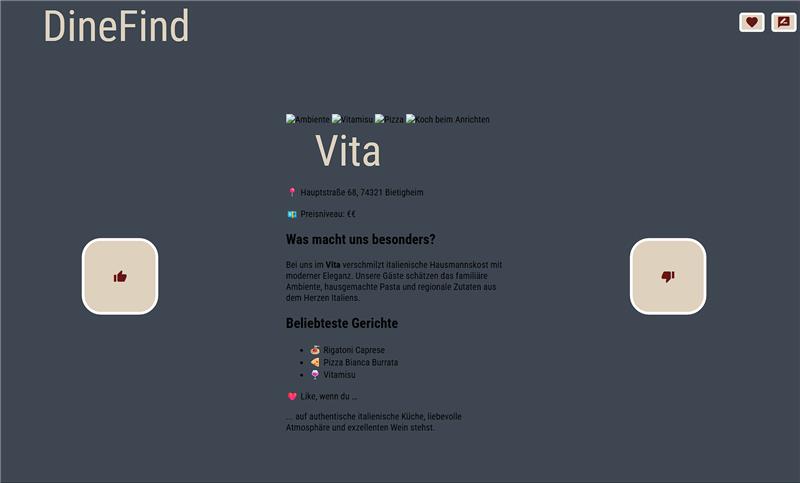 DineFind
Ambiente Vitamisu Pizza Koch beim Anrichten
Vita
Hauptstraße 68, 74321 Bietigheim
Preisniveau: €€
Was macht uns besonders?
Bei uns im Vita verschmilzt italienische Hausmannskost mit
moderner Eleganz. Unsere Gäste schätzen das familiäre
Ambiente, hausgemachte Pasta und regionale Zutaten aus
dem Herzen Italiens.
Beliebteste Gerichte
Rigatoni Caprese
Pizza Bianca Burrata
Vitamisu
Like, wenn du ...
... auf authentische italienische Küche, liebevolle
Atmosphäre und exzellenten Wein stehst.